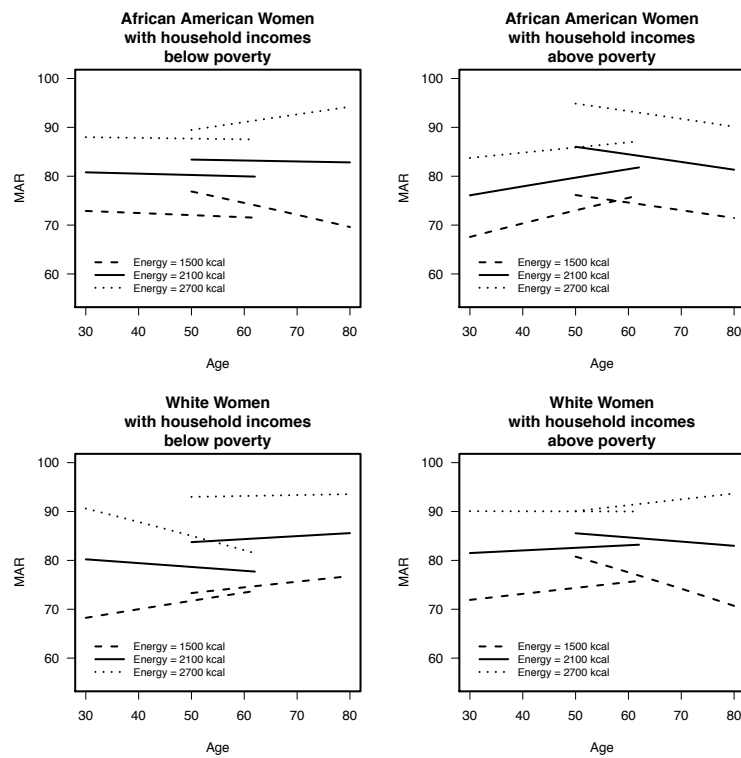 African American Women
with household incomes
below poverty
100
90
80
70
60
MAR
Energy = 1500 kcal
Energy = 2100 kcal
Energy = 2700 kcal
30 40 50 60 70 80
Age
African American Women
with household incomes
above poverty
100
90
80
70
60
MAR
Energy = 1500 kcal
Energy = 2100 kcal
Energy = 2700 kcal
30 40 50 60 70 80
Age
White Women
with household incomes
below poverty
100
90
80
70
60
MAR
Energy = 1500 kcal
Energy = 2100 kcal
Energy = 2700 kcal
30 40 50 60 70 80
Age
White Women
with household incomes
above poverty
100
90
80
70
60
MAR
Energy = 1500 kcal
Energy = 2100 kcal
Energy = 2700 kcal
30 40 50 60 70 80
Age